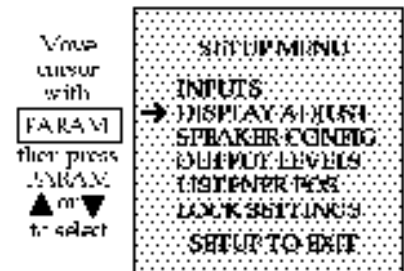 Move
cursor
with
PARAM
then press
PARAM
or
to select
SETUP MENU
INPUTS
DISPLAY ADJUST
SPEAKER CONFIG
OUTPUT LEVELS
LISTENER POS
LOCK SETTINGS
SETUP TO EXIT